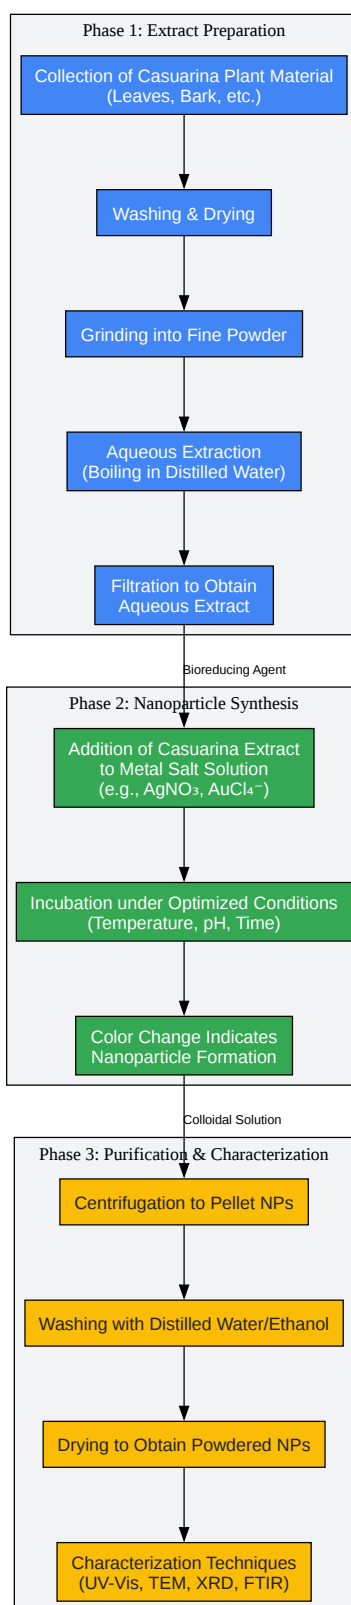 Phase 1: Extract Preparation
Collection of Casuarina Plant Material
(Leaves, Bark, etc.)
Washing & Drying
Grinding into Fine Powder
Aqueous Extraction
(Boiling in Distilled Water)
Filtration to Obtain
Aqueous Extract
Bioreducing Agent
Phase 2: Nanoparticle Synthesis
Addition of Casuarina Extract
to Metal Salt Solution
(e.g., AgNO₃, AuCl₄⁻)
Incubation under Optimized Conditions
(Temperature, pH, Time)
Color Change Indicates
Nanoparticle Formation
Colloidal Solution
Phase 3: Purification & Characterization
Centrifugation to Pellet NPs
Washing with Distilled Water/Ethanol
Drying to Obtain Powdered NPs
Characterization Techniques
(UV-Vis, TEM, XRD, FTIR)